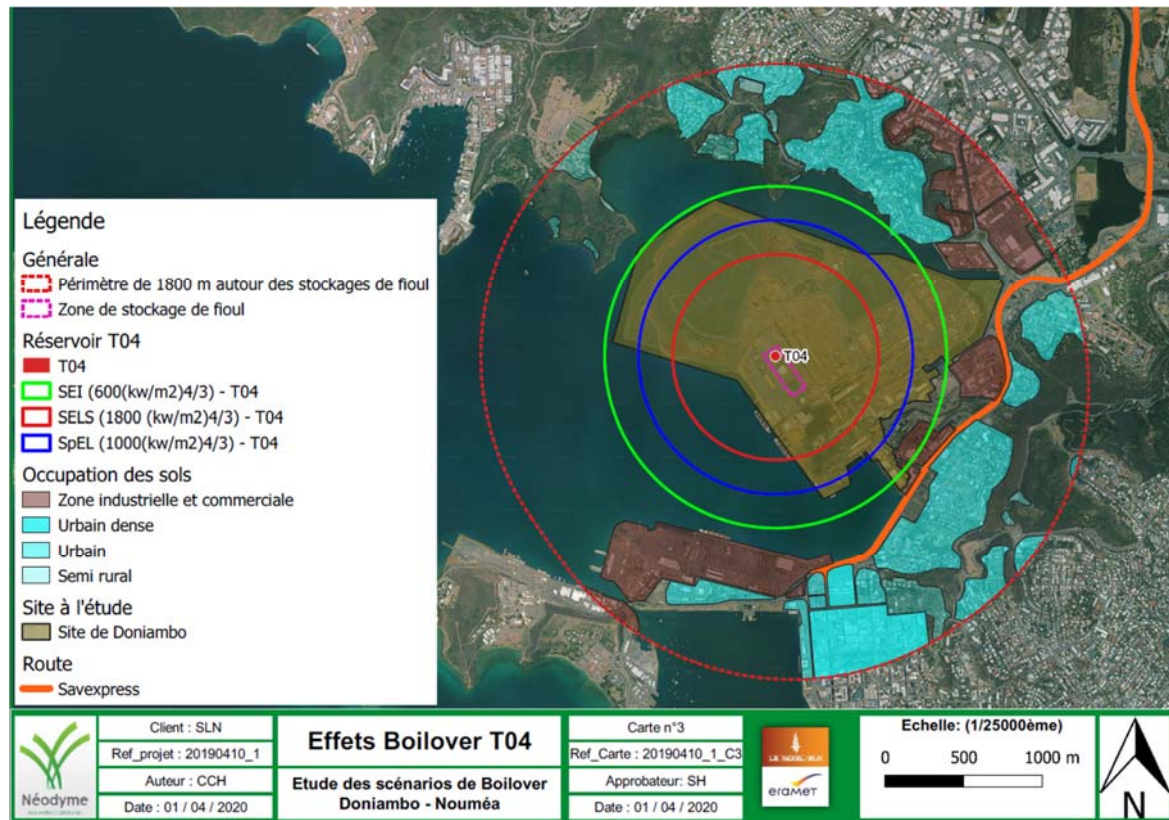 T04
Légende
Générale
Périmètre de 1800 m autour des stockages de fioul
Zone de stockage de fioul
Réservoir T04
T04
SEI (600(kw/m2)4/3) - T04
SELS (1800 (kw/m2)4/3) - T04
SpEL (1000(kw/m2)4/3) - T04
Occupation des sols
Zone industrielle et commerciale
Urbain dense
Urbain
Semi rural
Site à l'étude
Site de Doniambo
Route
Savexpress
Néodyme
Client : SLN
Ref_projet : 20190410_1
Auteur : CCH
Date : 01 / 04 / 2020
Effets Boilover T04
Etude des scénarios de Boilover
Doniambo - Nouméa
Carte n°3
Ref_Carte : 20190410_1_C3
Approbateur: SH
Date : 01 / 04 / 2020
LE NICKEL-SLN
eramet
Echelle: (1/25000ème)
0 500 1000 m
N